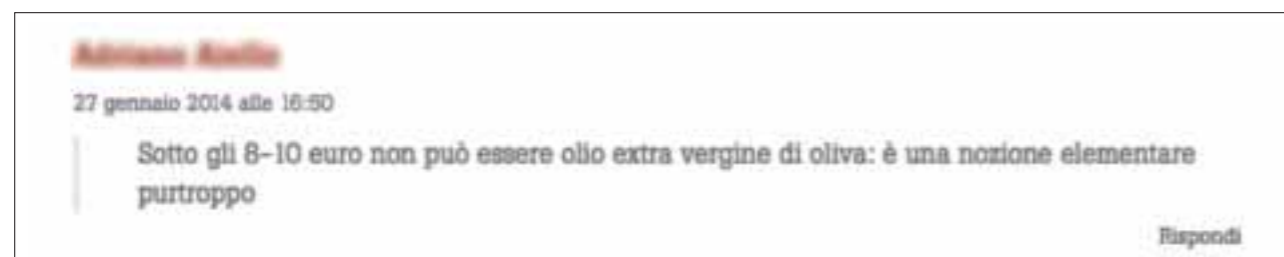 27 gennaio 2014 alle 16:50
Sotto gli 8-10 euro non può essere olio extra vergine di oliva: è una nozione elementare
purtroppo
Rispondi